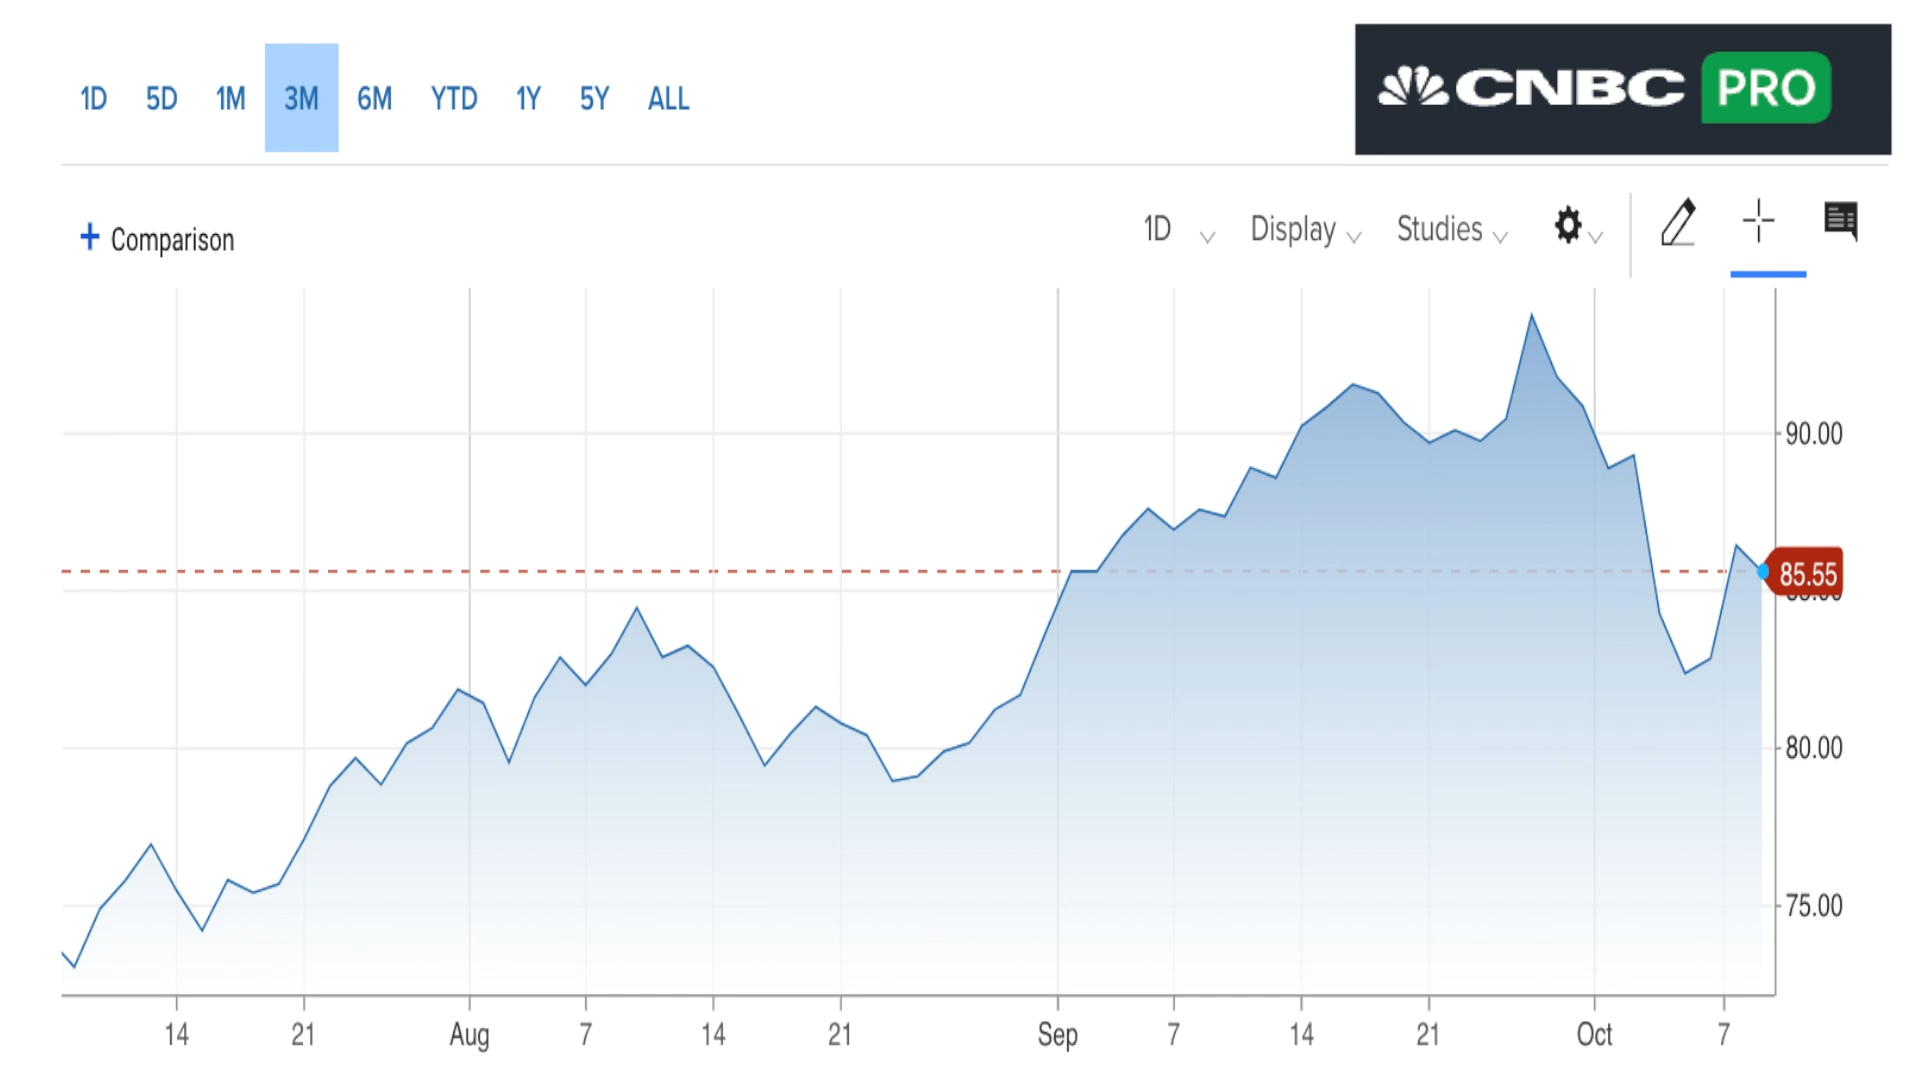 1D 5D 1M 3M 6M YTD 1Y 5Y ALL
CNBC PRO
+ Comparison
1D Display Studies
90.00
85.55
80.00
75.00
14 21 Aug 7 14 21 Sep 7 14 21 Oct 7